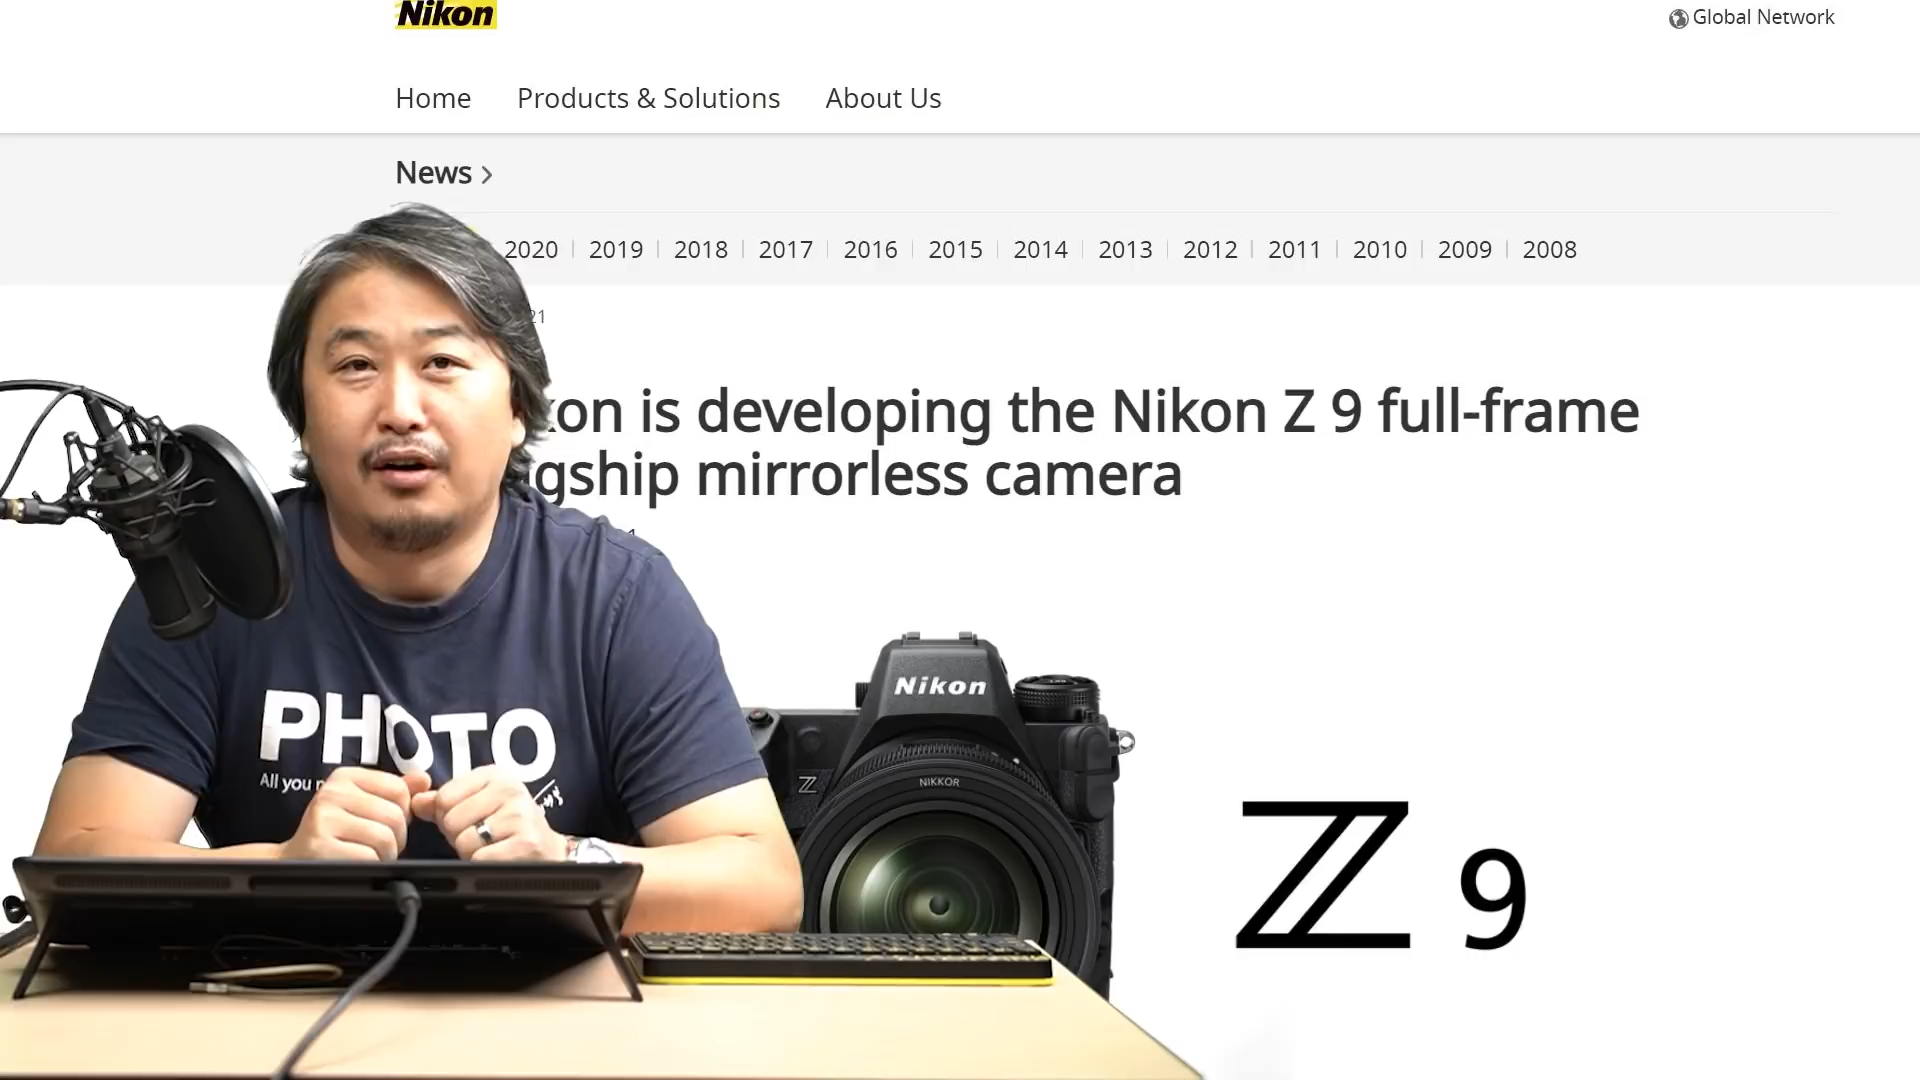 Nikon
Global Network
Home Products & Solutions About Us
News >
2020 | 2019 | 2018 | 2017 | 2016 | 2015 | 2014 | 2013 | 2012 | 2011 | 2010 | 2009 | 2008
21
kon is developing the Nikon Z 9 full-frame
gship mirrorless camera
Nikon
Z
NIKKOR
PHOTO
All you
Z 9